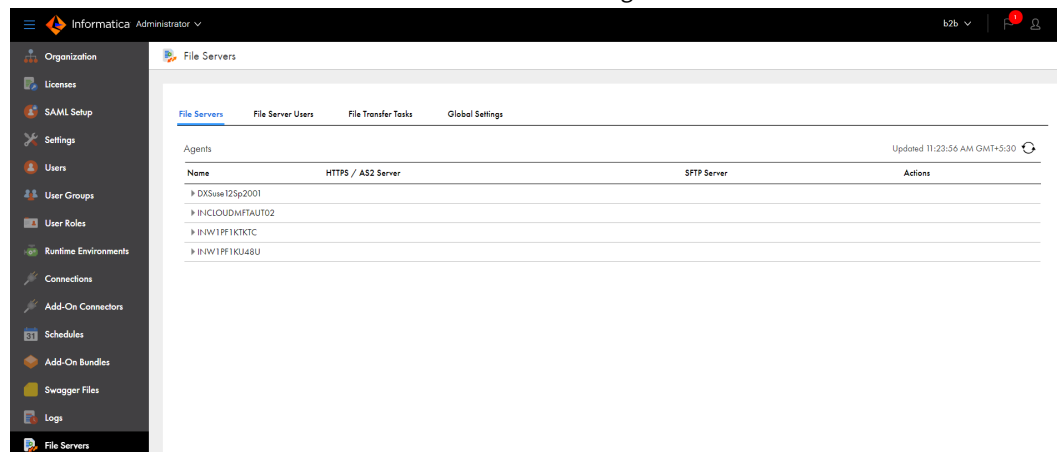 Informatica Administrator
b2b
1
Organization
Licenses
SAML Setup
Settings
Users
User Groups
User Roles
Runtime Environments
Connections
Add-On Connectors
31
Schedules
Add-On Bundles
Swagger Files
Logs
File Servers
File Servers
File Servers File Server Users File Transfer Tasks Global Settings
Agents Updated 11:23:56 AM GMT+5:30
Name HTTPS / AS2 Server SFTP Server Actions
DXSuse12Sp2001
INCLOUDMFTAUT02
INW1PF1KTKTC
INW1PF1KU48U